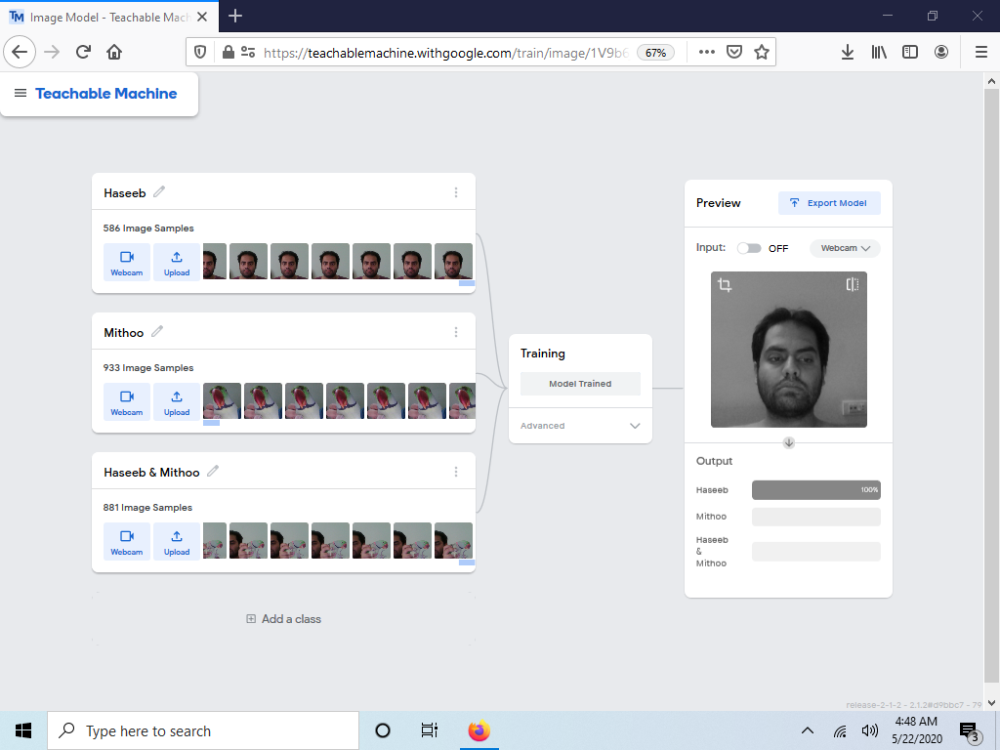 TM Image Model - Teachable Mach
https://teachablemachine.withgoogle.com/train/image/1V9b6
67%
Teachable Machine
Haseeb
586 Image Samples
Webcam
Upload
Mithoo
933 Image Samples
Webcam
Upload
Haseeb & Mithoo
881 Image Samples
Webcam
Upload
Add a class
Training
Model Trained
Advanced
Preview
Export Model
Input:
OFF
Webcam
Output
Haseeb
100%
Mithoo
Haseeb
&
Mithoo
release-2-1-2 - 2.1.2#d9bbc7 - 79
Type here to search
4:48 AM
5/22/2020
3